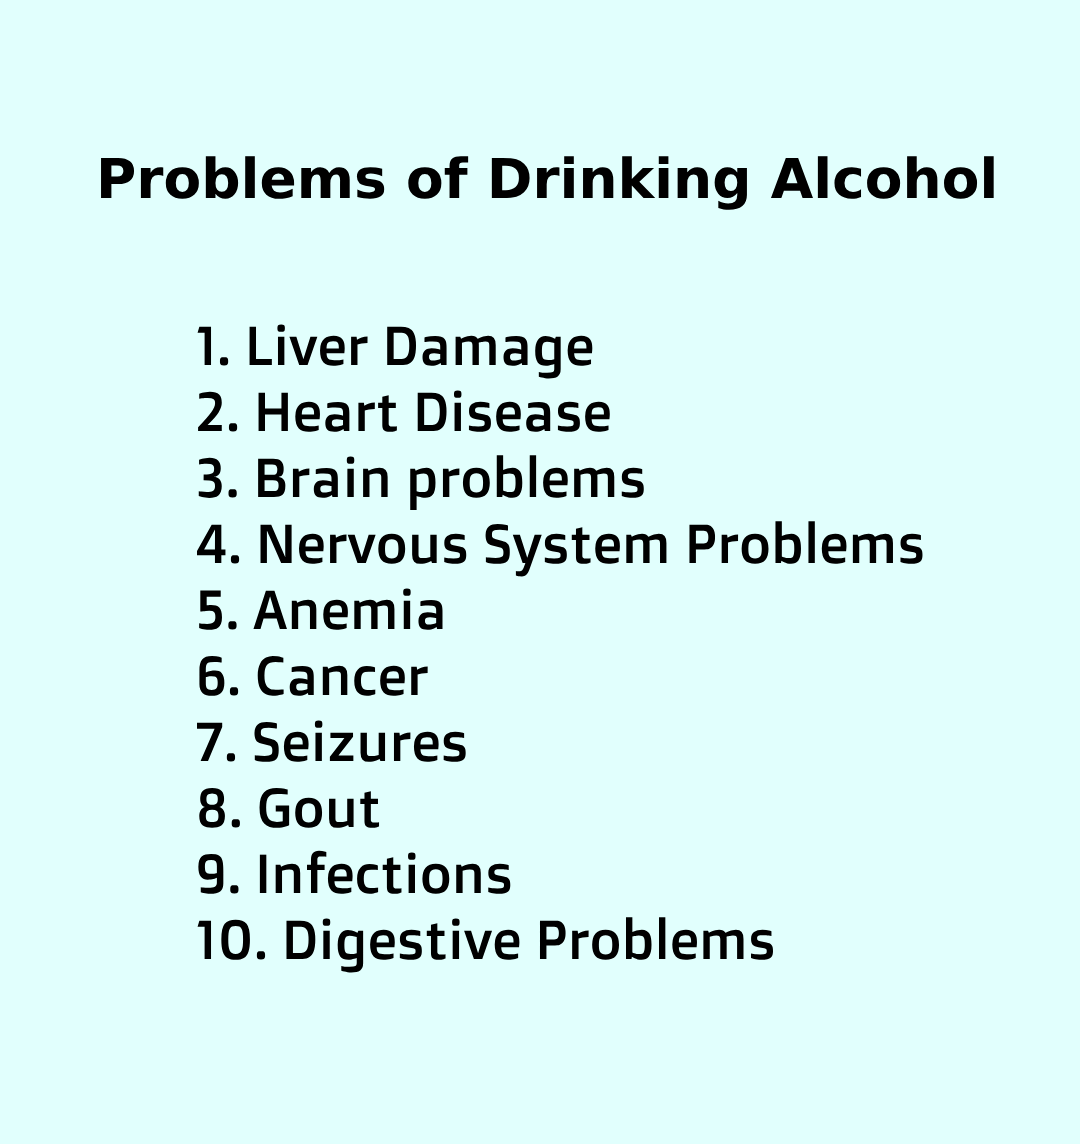 Problems of Drinking Alcohol
1. Liver Damage
2. Heart Disease
3. Brain problems
4. Nervous System Problems
5. Anemia
6. Cancer
7. Seizures
8. Gout
9. Infections
10. Digestive Problems